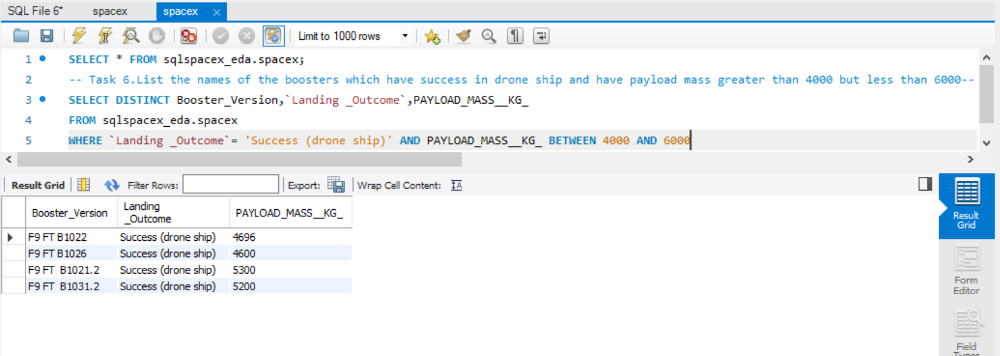 SQL File 6* spacex spacex
Limit to 1000 rows
1 SELECT * FROM sqlspacex_eda.spacex;
2 -- Task 6.List the names of the boosters which have success in drone ship and have payload mass greater than 4000 but less than 6000--
3 SELECT DISTINCT Booster_Version,`Landing _Outcome`,PAYLOAD_MASS__KG_
4 FROM sqlspacex_eda.spacex
5 WHERE `Landing _Outcome`= 'Success (drone ship)' AND PAYLOAD_MASS__KG_ BETWEEN 4000 AND 6000
Result Grid Filter Rows: Export: Wrap Cell Content:
Booster_Version Landing _Outcome PAYLOAD_MASS__KG_
F9 FT B1022 Success (drone ship) 4696
F9 FT B1026 Success (drone ship) 4600
F9 FT  B1021.2 Success (drone ship) 5300
F9 FT  B1031.2 Success (drone ship) 5200
Result
Grid
Form
Editor
Field
Types